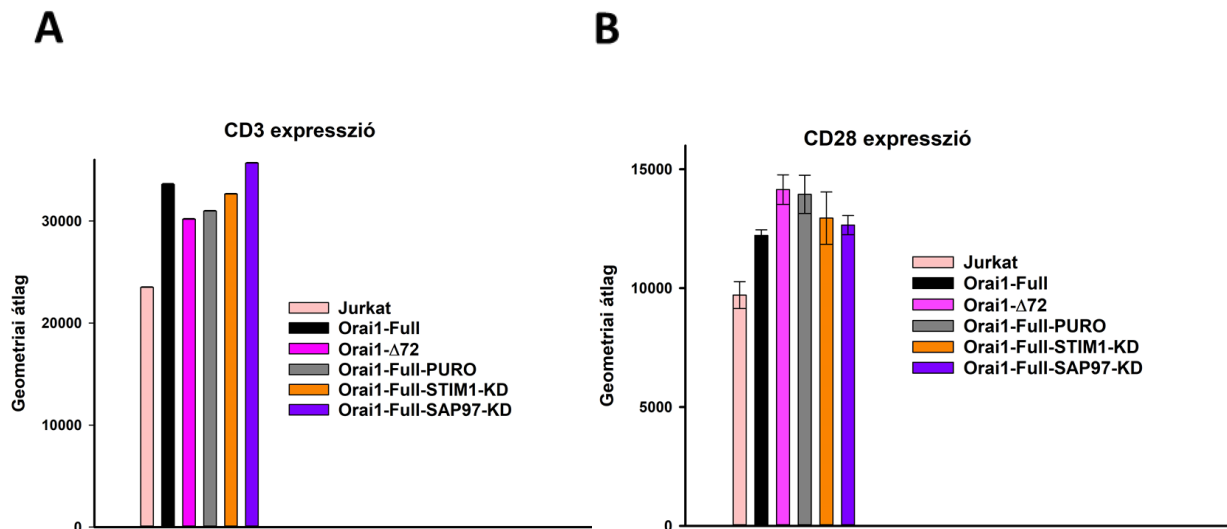 A
CD3 expresszió
Geometriai átlag
30000
20000
10000
0
Jurkat
Orai1-Full
Orai1-Δ72
Orai1-Full-PURO
Orai1-Full-STIM1-KD
Orai1-Full-SAP97-KD
B
CD28 expresszió
Geometriai átlag
15000
10000
5000
0
Jurkat
Orai1-Full
Orai1-Δ72
Orai1-Full-PURO
Orai1-Full-STIM1-KD
Orai1-Full-SAP97-KD